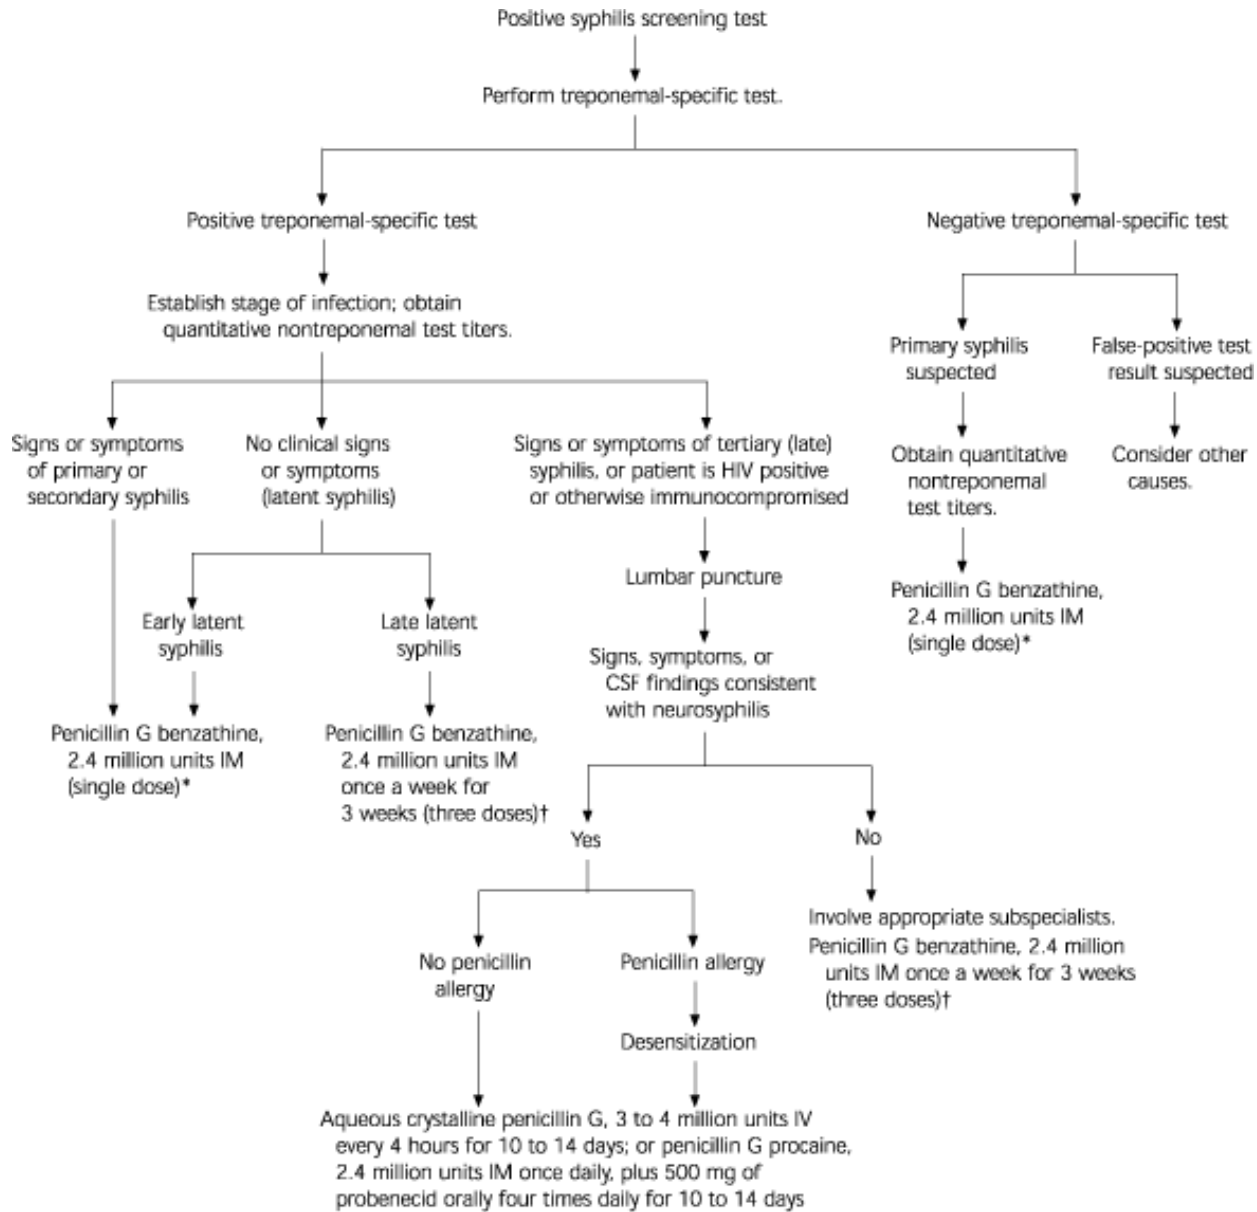 Positive syphilis screening test
Perform treponemal-specific test.
Positive treponemal-specific test
Negative treponemal-specific test
Establish stage of infection; obtain
quantitative nontreponemal test titers.
Primary syphilis
suspected
False-positive test
result suspected
Signs or symptoms
of primary or
secondary syphilis
No clinical signs
or symptoms
(latent syphilis)
Signs or symptoms of tertiary (late)
syphilis, or patient is HIV positive
or otherwise immunocompromised
Obtain quantitative
nontreponemal
test titers.
Consider other
causes.
Lumbar puncture
Penicillin G benzathine,
2.4 million units IM
(single dose)*
Early latent
syphilis
Late latent
syphilis
Signs, symptoms, or
CSF findings consistent
with neurosyphilis
Penicillin G benzathine,
2.4 million units IM
(single dose)*
Penicillin G benzathine,
2.4 million units IM
once a week for
3 weeks (three doses)†
Yes
No
No penicillin
allergy
Penicillin allergy
Involve appropriate subspecialists.
Penicillin G benzathine, 2.4 million
units IM once a week for 3 weeks
(three doses)†
Desensitization
Aqueous crystalline penicillin G, 3 to 4 million units IV
every 4 hours for 10 to 14 days; or penicillin G procaine,
2.4 million units IM once daily, plus 500 mg of
probenecid orally four times daily for 10 to 14 days